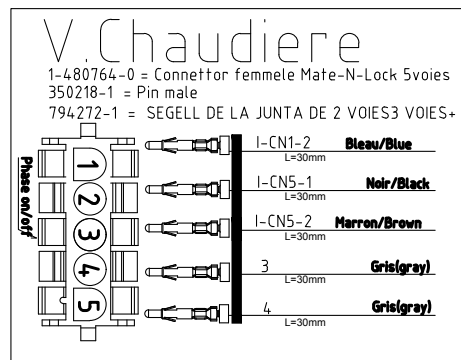 V.Chaudiere
1-480764-0 = Connettor femmele Mate-N-Lock 5voies
350218-1 = Pin male
794272-1 = SEGELL DE LA JUNTA DE 2 VOIES3 VOIES+
Phase on/off
1 I-CN1-2 Bleau/Blue
L=30mm
2 I-CN5-1 Noir/Black
L=30mm
3 I-CN5-2 Marron/Brown
L=30mm
4 3 Gris(gray)
L=30mm
5 4 Gris(gray)
L=30mm